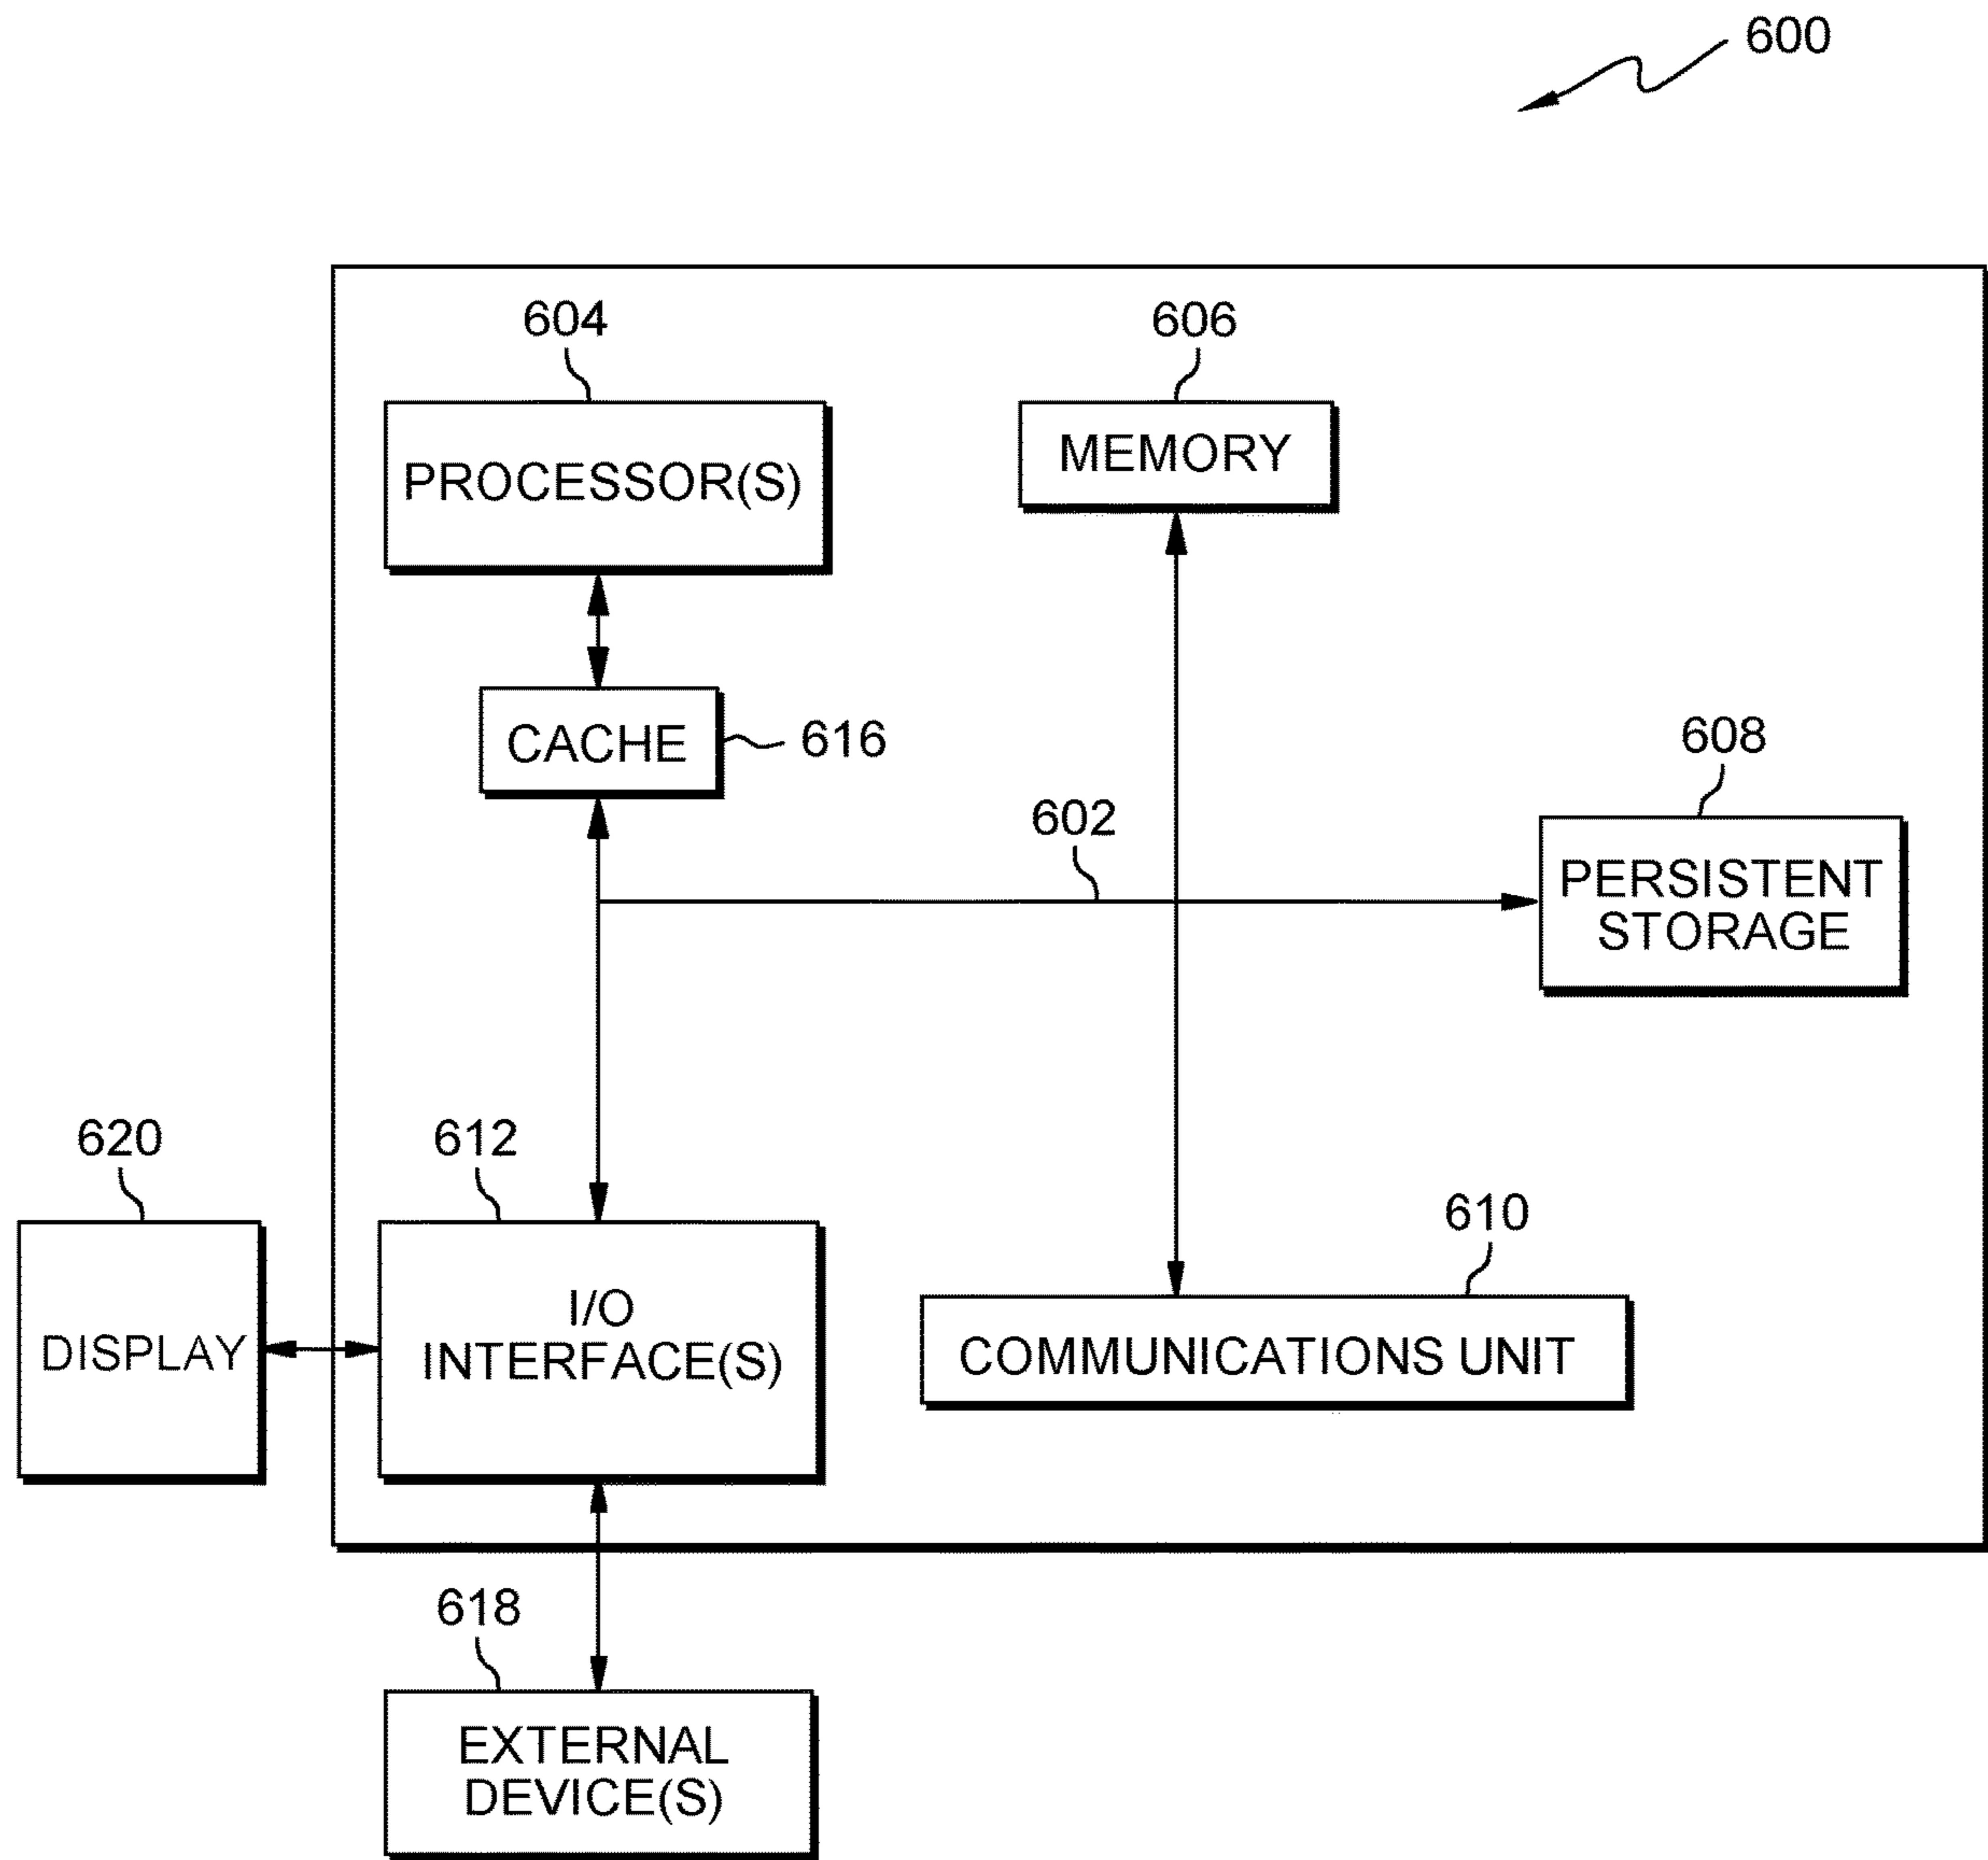 600
604
606
PROCESSOR(S)
MEMORY
CACHE
616
608
602
PERSISTENT
STORAGE
620
612
610
DISPLAY
I/O
INTERFACE(S)
COMMUNICATIONS UNIT
618
EXTERNAL
DEVICE(S)